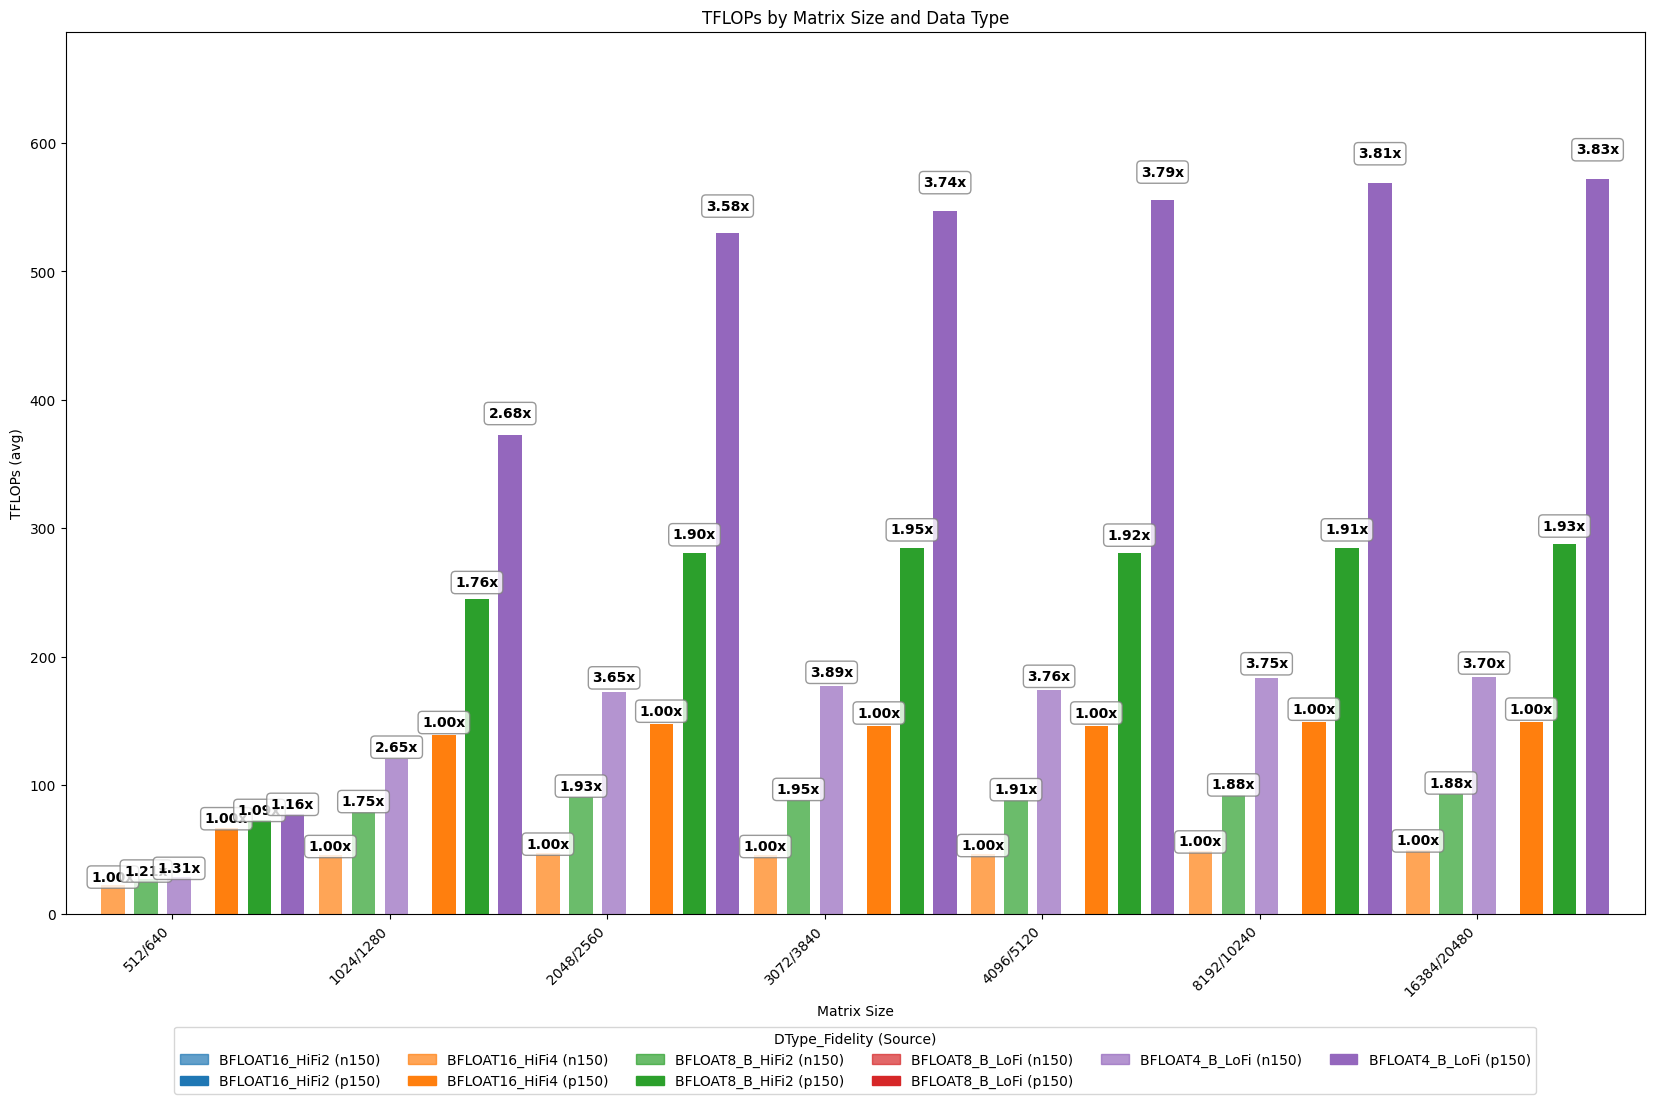 TFLOPs by Matrix Size and Data Type
TFLOPs (avg)
600
500
400
300
200
100
0
1.00x
1.21x
1.31x
1.00x
1.09x
1.16x
1.00x
1.75x
2.65x
1.00x
1.76x
2.68x
1.00x
1.93x
3.65x
1.00x
1.90x
3.58x
1.00x
1.95x
3.89x
1.00x
1.95x
3.74x
1.00x
1.91x
3.76x
1.00x
1.92x
3.79x
1.00x
1.88x
3.75x
1.00x
1.91x
3.81x
1.00x
1.88x
3.70x
1.00x
1.93x
3.83x
512/640
1024/1280
2048/2560
3072/3840
4096/5120
8192/10240
16384/20480
Matrix Size
DType_Fidelity (Source)
BFLOAT16_HiFi2 (n150)
BFLOAT16_HiFi4 (n150)
BFLOAT8_B_HiFi2 (n150)
BFLOAT8_B_LoFi (n150)
BFLOAT4_B_LoFi (n150)
BFLOAT4_B_LoFi (p150)
BFLOAT16_HiFi2 (p150)
BFLOAT16_HiFi4 (p150)
BFLOAT8_B_HiFi2 (p150)
BFLOAT8_B_LoFi (p150)